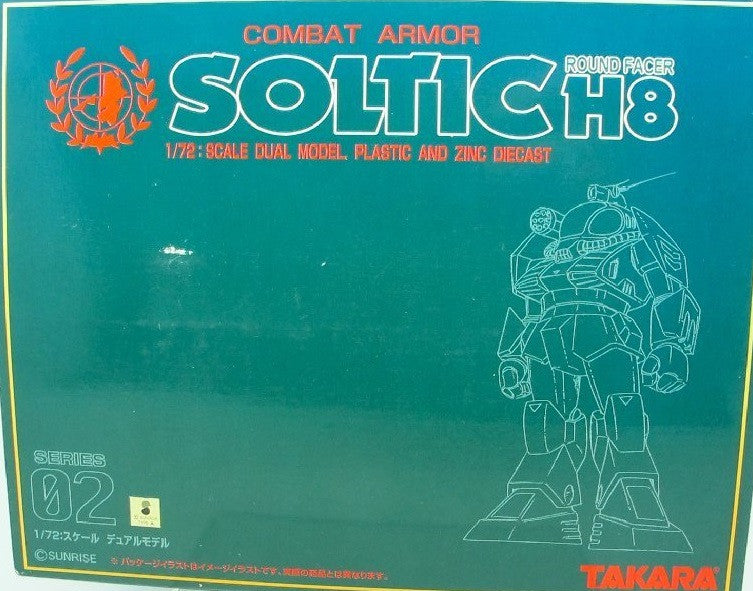 COMBAT ARMOR
SOLTIC
ROUND FACER
H8
1/72:SCALE DUAL MODEL, PLASTIC AND ZINC DIECAST
SERIES
02
1/72:スケール デュアルモデル
©SUNRISE
※パッケージイラストはイメージイラストです、実際の商品とは異なります。
TAKARA